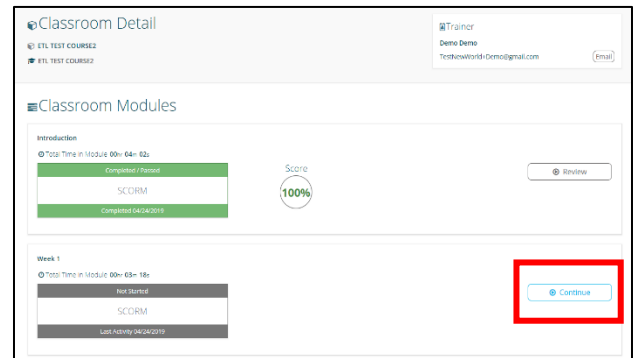 Classroom Detail
ETL TEST COURSE2
ETL TEST COURSE2
Trainer
Demo Demo
TestNewWorld+Demo@gmail.com
Email
Classroom Modules
Introduction
Total Time in Module 00hr 04m 02s
Completed / Passed
SCORM
Completed 04/24/2019
Score
100%
Review
Week 1
Total Time in Module 00hr 03m 18s
Not Started
SCORM
Last Activity 04/24/2019
Continue